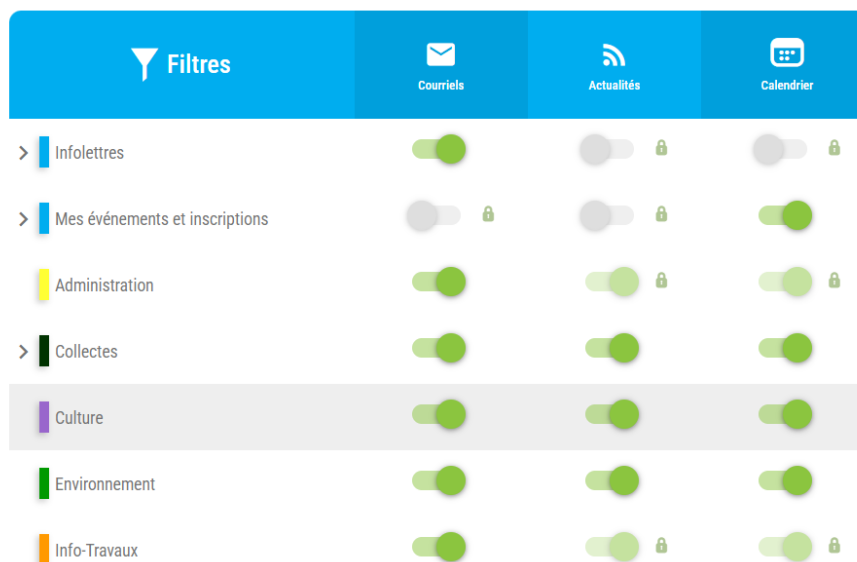 Filtres
Courriels
Actualités
Calendrier
Infolettres
Mes événements et inscriptions
Administration
Collectes
Culture
Environnement
Info-Travaux